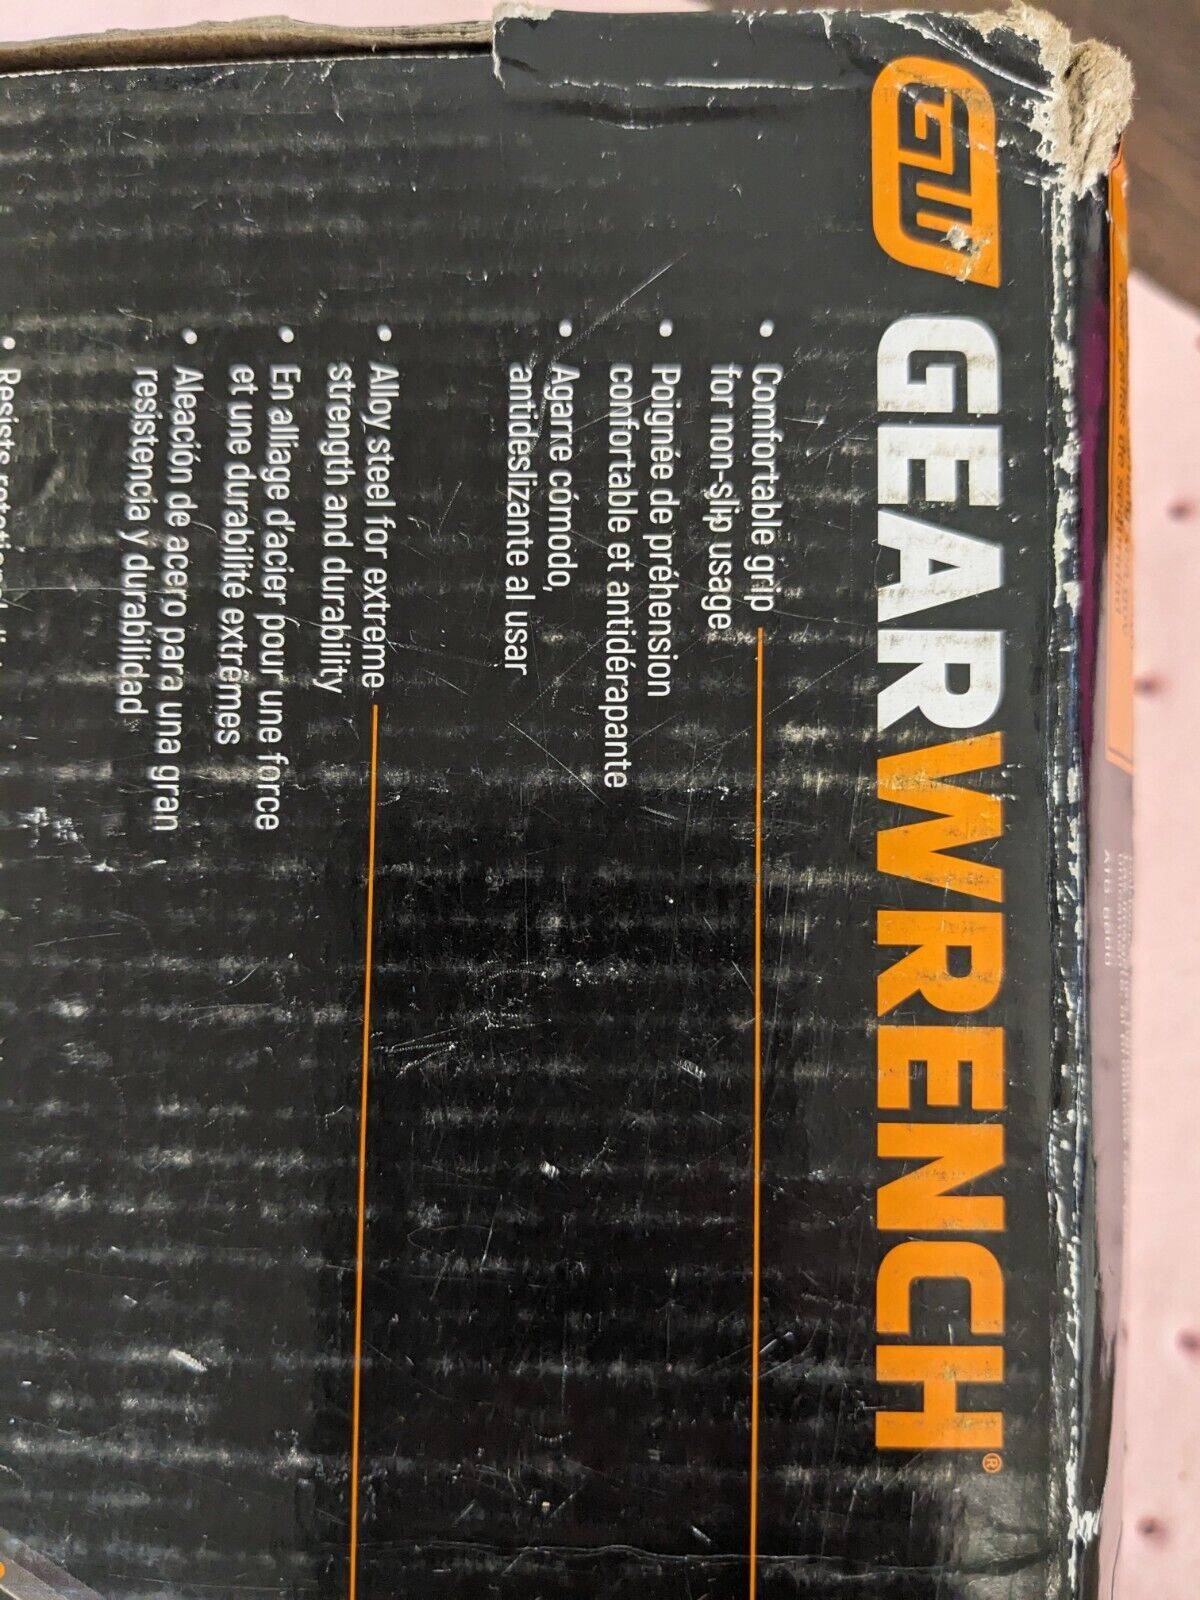 GW GEARWRENCH®
• Comfortable grip
for non-slip usage
• Poignée de préhension
confortable et antidérapante
• Agarre cómodo,
antideslizante al usar
• Alloy steel for extreme
strength and durability
• En alliage d'acier pour une force
et une durabilité extrêmes
• Aleación de acero para una gran
resistencia y durabilidad
• Resists